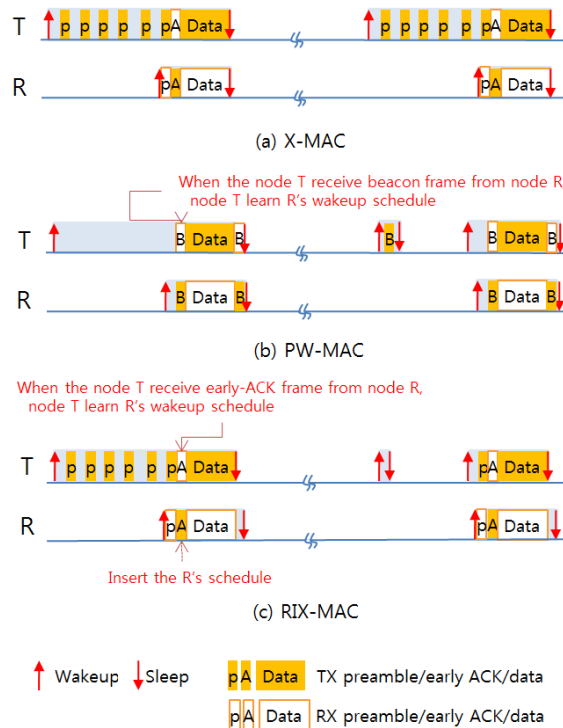 T p p p p p pA Data p p p p p pA Data
R pA Data pA Data
(a) X-MAC
When the node T receive beacon frame from node R
node T learn R's wakeup schedule
T B Data B B B Data B
R B Data B B Data B
(b) PW-MAC
When the node T receive early-ACK frame from node R,
node T learn R's wakeup schedule
T p p p p p pA Data pA Data
R pA Data pA Data
Insert the R's schedule
(c) RIX-MAC
Wakeup Sleep p A Data TX preamble/early ACK/data
p A Data RX preamble/early ACK/data